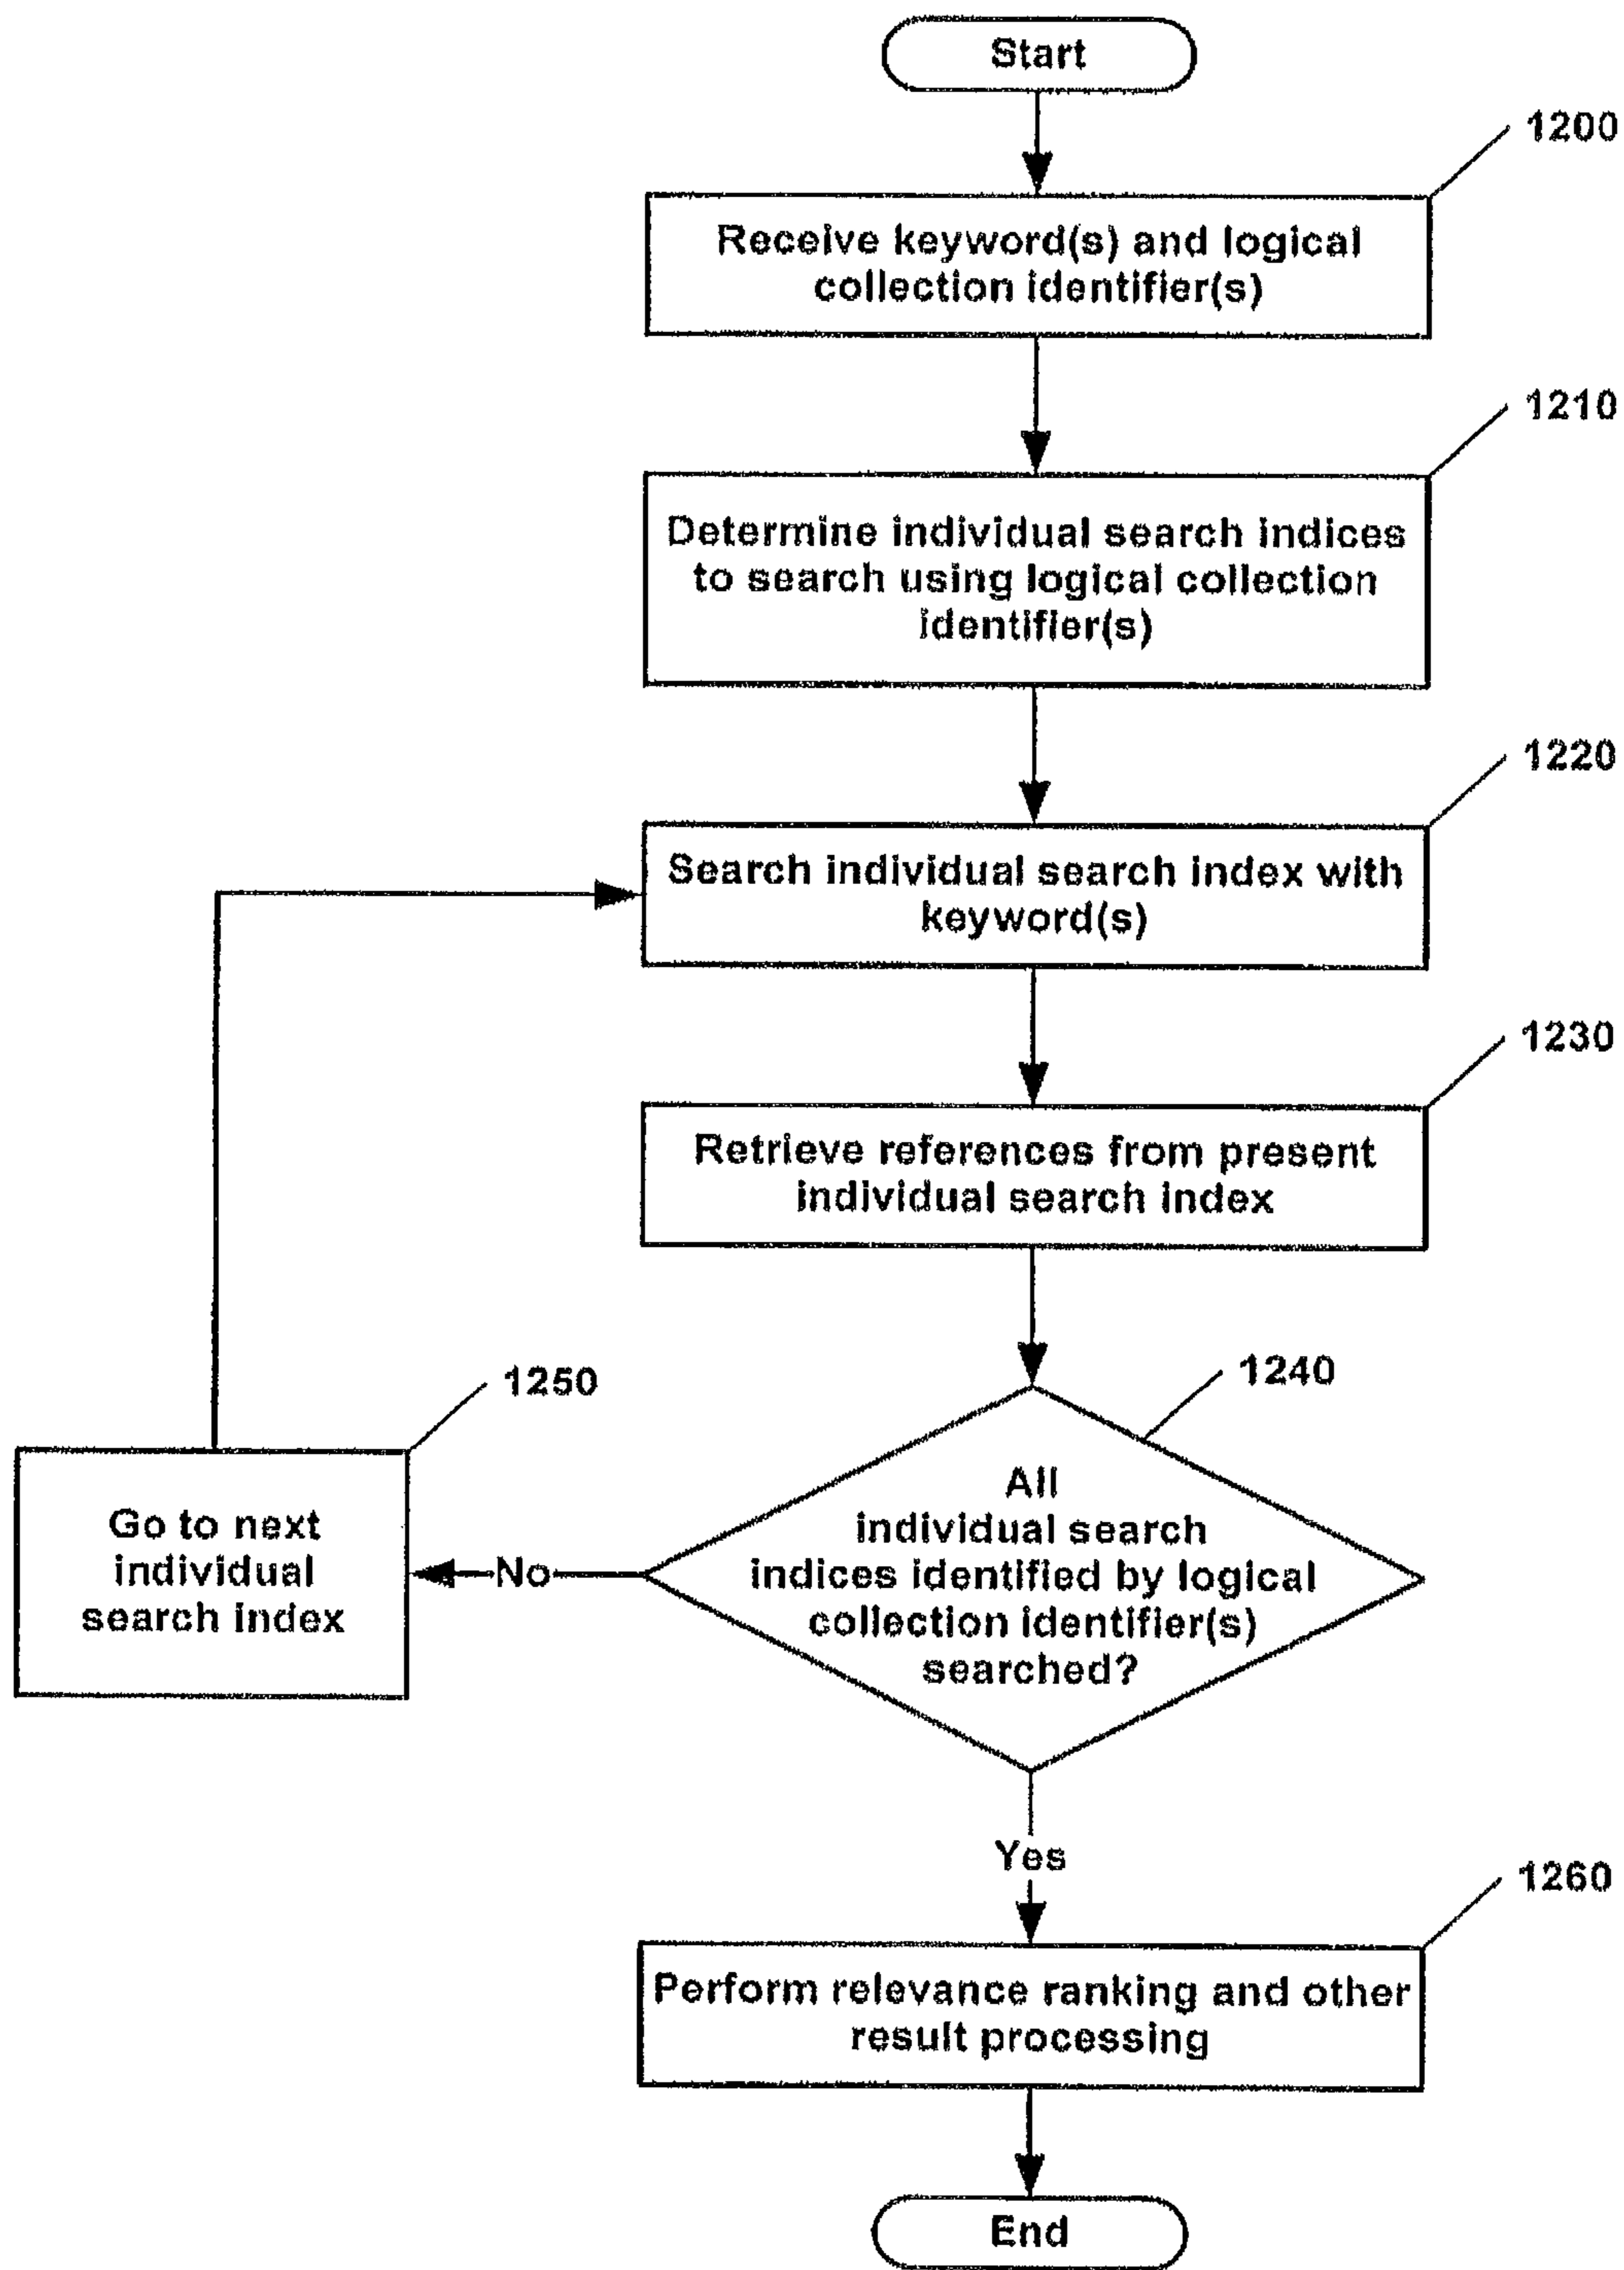 Start
1200
Receive keyword(s) and logical
collection identifier(s)
1210
Determine individual search indices
to search using logical collection
identifier(s)
1220
Search individual search index with
keyword(s)
1230
Retrieve references from present
individual search index
1240
All
individual search
indices identified by logical
collection identifier(s)
searched?
No
1250
Go to next
individual
search index
Yes
1260
Perform relevance ranking and other
result processing
End